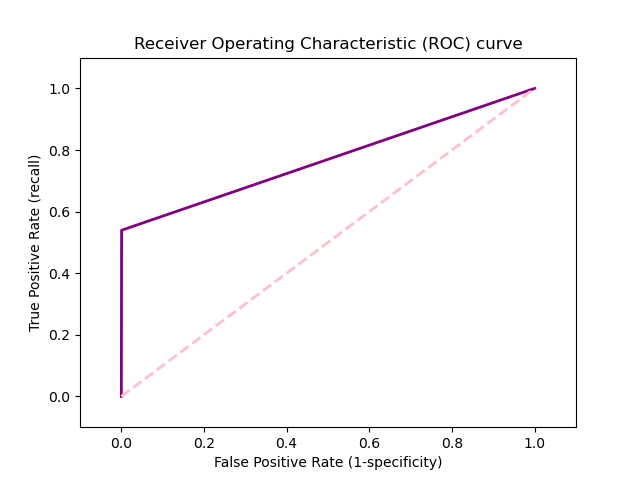 Receiver Operating Characteristic (ROC) curve
True Positive Rate (recall)
1.0
0.8
0.6
0.4
0.2
0.0
0.0 0.2 0.4 0.6 0.8 1.0
False Positive Rate (1-specificity)